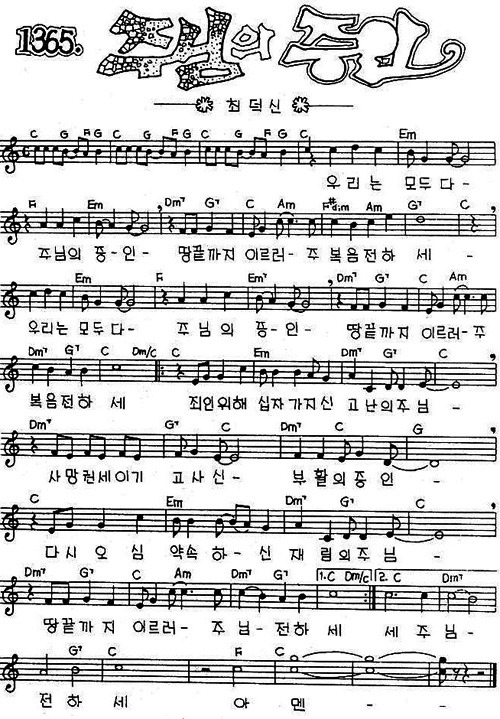 1365. 주님의 증인
최덕신
C G F G C G F G C G F G C Em
우 리 는 모두 다-
F Em Dm7 G7 C Am F#dim Am G7 C
주님의 증-인- 땅끝까지 이르러-주 복음전하 세-
Em F Em7 Dm7 G7 C Am
우리는 모두다- 주 님 의 증-인- 땅끝까지 이르러-주
Dm7 G7 C Dm/C C Em Dm7 G7 C
복음전하 세 죄인위해 십자가지신 고난의주님-
Dm7 G7 C Dm7 C G
사망권세이기 고사신- 부활의증인-
C Em Dm7 G7 C
다시 오 심 약속 하-신 재 림의주님-
Dm7 G7 C Am Dm7 G7 1. C Dm/C 2. C Dm7
땅끝까지 이르러-주님-전하 세 세 주님-
G7 C F C
전 하 세 아 멘- - -